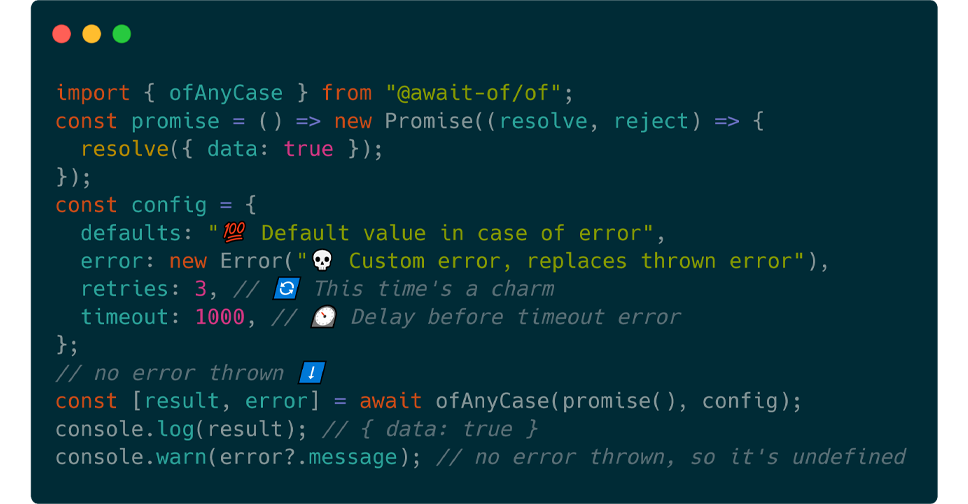 import { ofAnyCase } from "@await-of/of";
const promise = () => new Promise((resolve, reject) => {
  resolve({ data: true });
});
const config = {
  defaults: "💯 Default value in case of error",
  error: new Error("💀 Custom error, replaces thrown error"),
  retries: 3, // 🔄 This time's a charm
  timeout: 1000, // ⏲️ Delay before timeout error
};
// no error thrown ⬇️
const [result, error] = await ofAnyCase(promise(), config);
console.log(result); // { data: true }
console.warn(error?.message); // no error thrown, so it's undefined